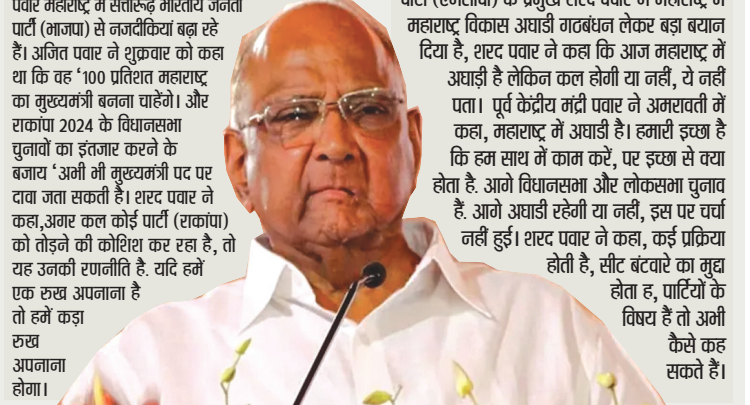 पवार महाराष्ट्र में सत्तारूढ़ भारतीय जनता
पार्टी (भाजपा) से नजदीकियां बढ़ा रहे
हैं। अजित पवार ने शुक्रवार को कहा
था कि वह ‘100 प्रतिशत महाराष्ट्र
का मुख्यमंत्री बनना चाहेंगे। और
राकांपा 2024 के विधानसभा
चुनावों का इंतजार करने के
बजाय ‘अभी भी मुख्यमंत्री पद पर
दावा जता सकती है। शरद पवार ने
कहा,अगर कल कोई पार्टी (राकांपा)
को तोड़ने की कोशिश कर रहा है, तो
यह उनकी रणनीति है. यदि हमें
एक रुख अपनाना है
तो हमें कड़ा
रुख
अपनाना
होगा।
के प्रमुख शरद पवार ने महाराष्ट्र में
महाराष्ट्र विकास अघाडी गठबंधन लेकर बड़ा बयान
दिया है, शरद पवार ने कहा कि आज महाराष्ट्र में
अघाड़ी है लेकिन कल होगी या नहीं, ये नहीं
पता। पूर्व केंद्रीय मंद्री पवार ने अमरावती में
कहा, महाराष्ट्र में अघाडी है। हमारी इच्छा है
कि हम साथ में काम करें, पर इच्छा से क्या
होता है. आगे विधानसभा और लोकसभा चुनाव
हैं. आगे अघाडी रहेगी या नहीं, इस पर चर्चा
नहीं हुई। शरद पवार ने कहा, कई प्रक्रिया
होती है, सीट बंटवारे का मुद्दा
होता ह, पार्टियों के
विषय हैं तो अभी
कैसे कह
सकते हैं।